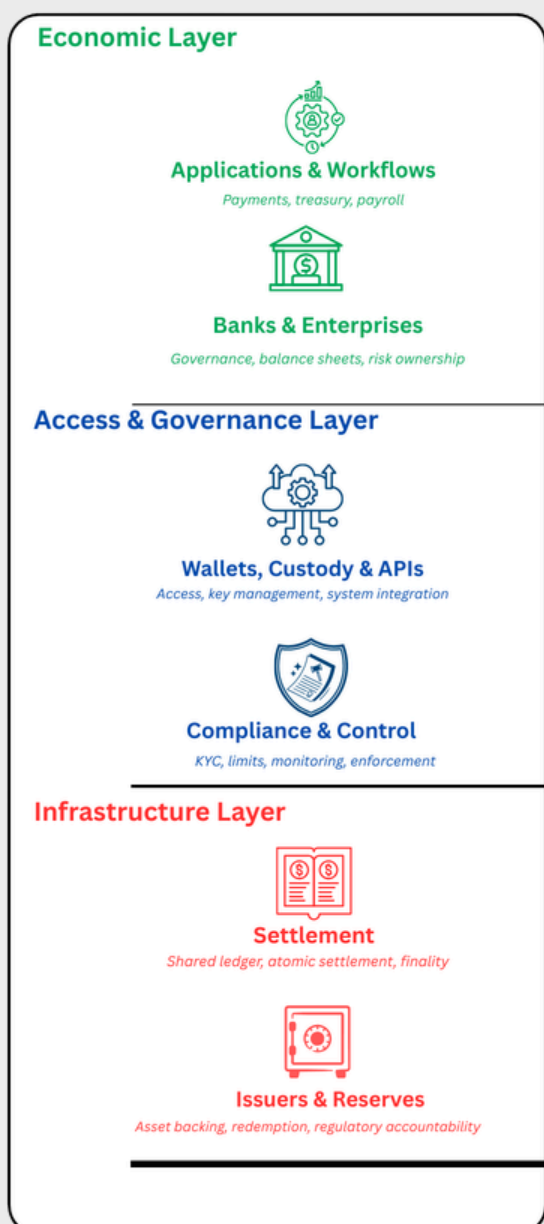 Economic Layer
Applications & Workflows
Payments, treasury, payroll
Banks & Enterprises
Governance, balance sheets, risk ownership
Access & Governance Layer
Wallets, Custody & APIs
Access, key management, system integration
Compliance & Control
KYC, limits, monitoring, enforcement
Infrastructure Layer
Settlement
Shared ledger, atomic settlement, finality
Issuers & Reserves
Asset backing, redemption, regulatory accountability